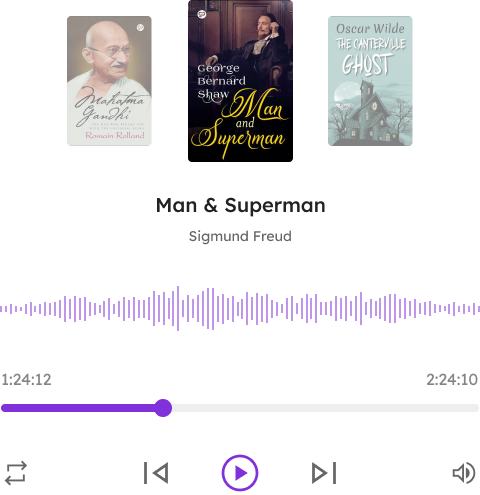 Mahatma
Gandhi
Romain Rolland
George
Bernard
Shaw
Man
and
Superman
Oscar Wilde
THE CANTERVILLE
GHOST
Man & Superman
Sigmund Freud
1:24:12
2:24:10